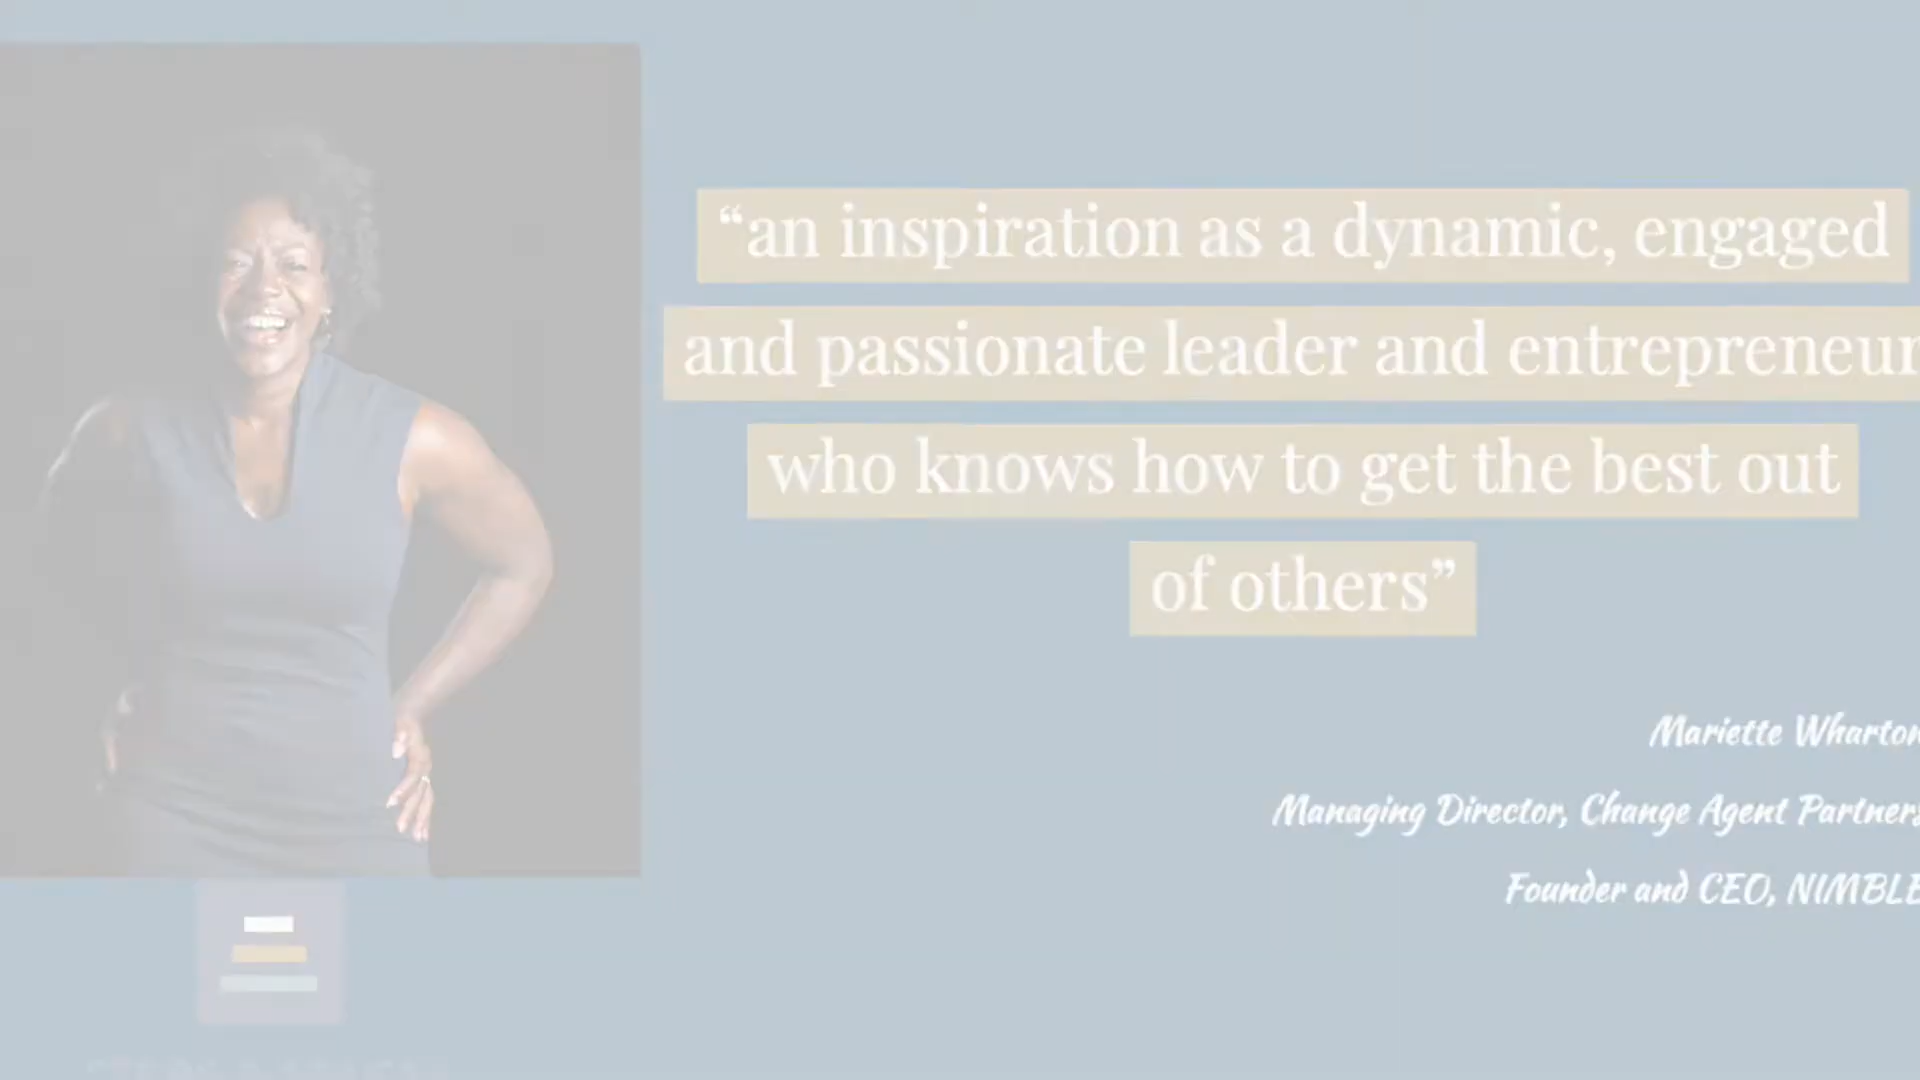 “an inspiration as a dynamic, engaged
and passionate leader and entrepreneur
who knows how to get the best out
of others”
Mariette Wharton
Managing Director, Change Agent Partners
Founder and CEO, NIMBLE